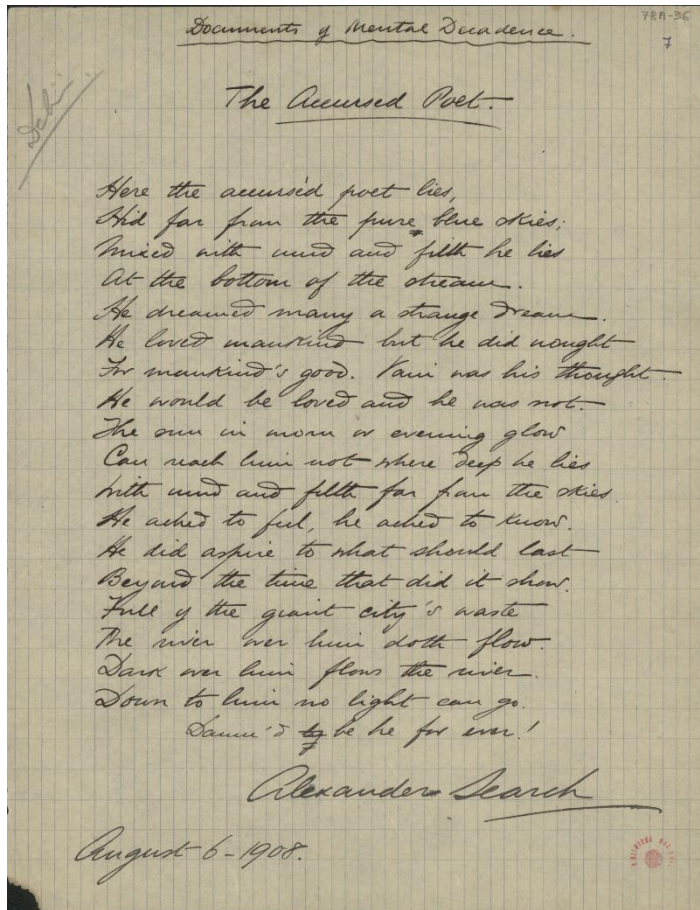 78A-36
7
Documents of Mental Decadence.
The Accursed Poet.
Here the accursèd poet lies,
Hid far from the pure blue skies;
Mixed with mud and filth he lies
At the bottom of the stream.
He dreamed many a strange dream.
He loved mankind but he did nought
For mankind's good. Vain was his thought.
He would be loved and he was not.
The sun in morn or evening glow
Can reach him not where deep he lies
With mud and filth far from the skies.
He ached to feel, he ached to know.
He did aspire to what should last
Beyond the time that did it show.
Full of the giant city's waste
The river over him doth flow.
Dark over him flows the river.
Down to him no light can go.
Damn'd be he for ever!
Alexander Search
August 6-1908.